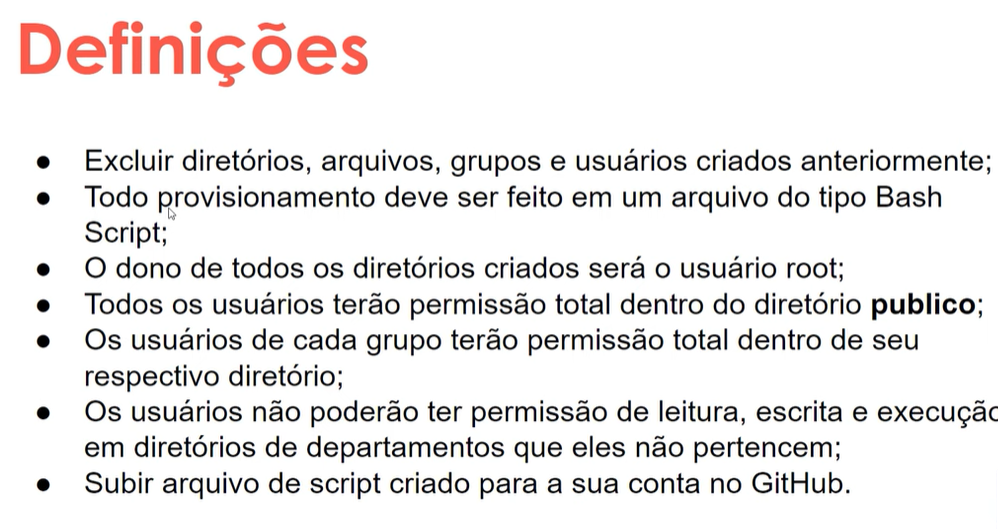 Definições
● Excluir diretórios, arquivos, grupos e usuários criados anteriormente;
● Todo provisionamento deve ser feito em um arquivo do tipo Bash
Script;
● O dono de todos os diretórios criados será o usuário root;
● Todos os usuários terão permissão total dentro do diretório publico;
● Os usuários de cada grupo terão permissão total dentro de seu
respectivo diretório;
● Os usuários não poderão ter permissão de leitura, escrita e execução
em diretórios de departamentos que eles não pertencem;
● Subir arquivo de script criado para a sua conta no GitHub.